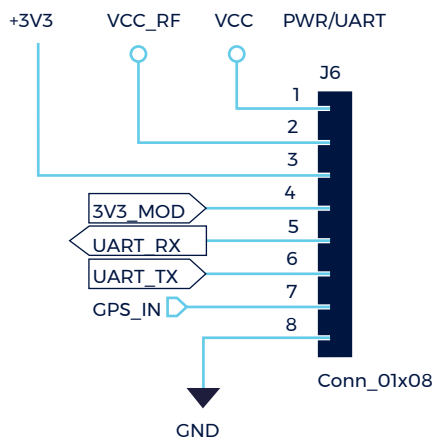 +3V3 VCC_RF VCC PWR/UART
J6
1
2
3
4
3V3_MOD
5
UART_RX
6
UART_TX
7
GPS_IN
8
Conn_01x08
GND